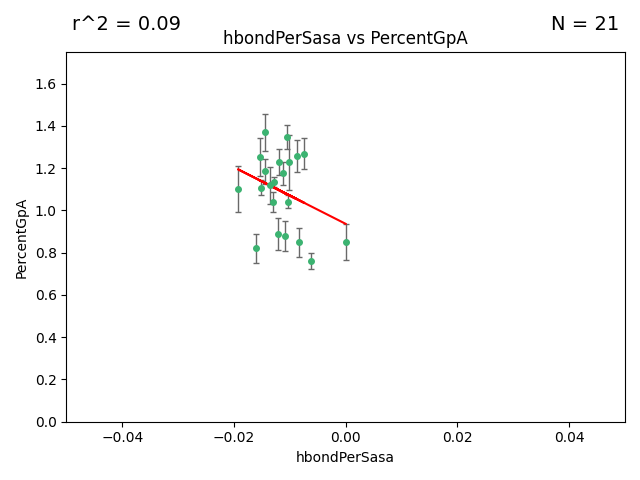 r^2 = 0.09
N = 21
hbondPerSasa vs PercentGpA
1.6
1.4
1.2
1.0
0.8
0.6
0.4
0.2
0.0
PercentGpA
−0.04
−0.02
0.00
0.02
0.04
hbondPerSasa